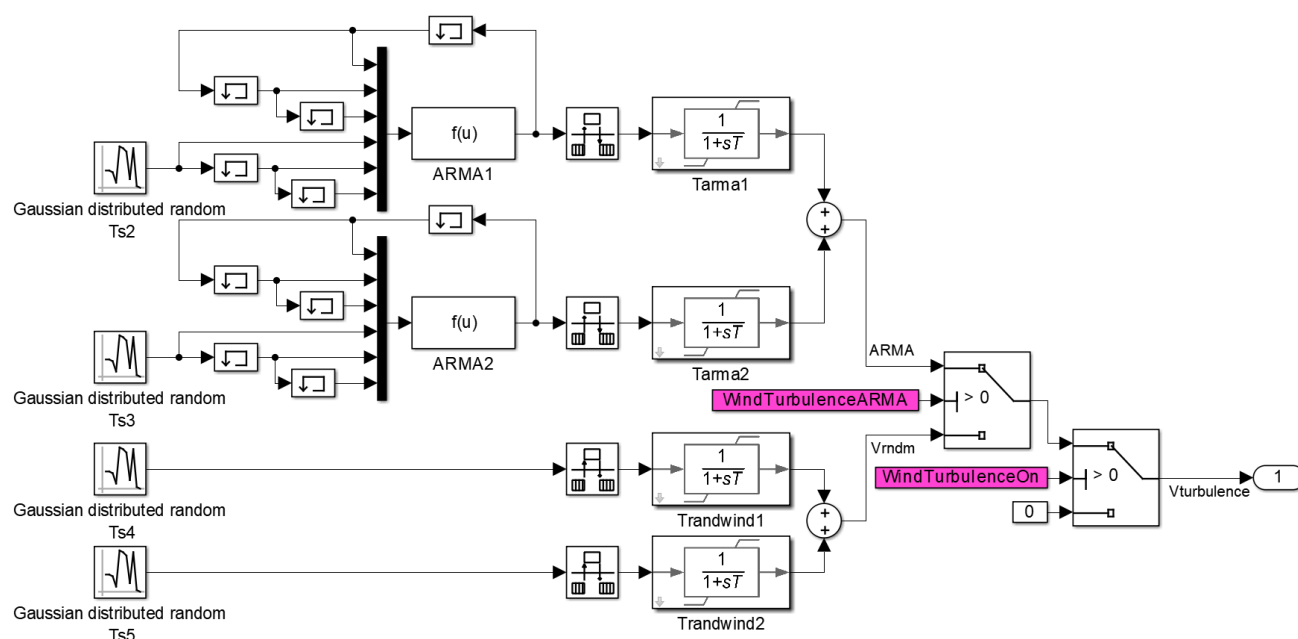 f(u)
ARMA1
1
1+sT
Tarma1
Gaussian distributed random
Ts2
+
+
f(u)
ARMA2
1
1+sT
Tarma2
Gaussian distributed random
Ts3
ARMA
WindTurbulenceARMA
> 0
Vrndm
WindTurbulenceOn
> 0
0
Vturbulence
1
1
1+sT
Trandwind1
Gaussian distributed random
Ts4
+
+
1
1+sT
Trandwind2
Gaussian distributed random
Ts5